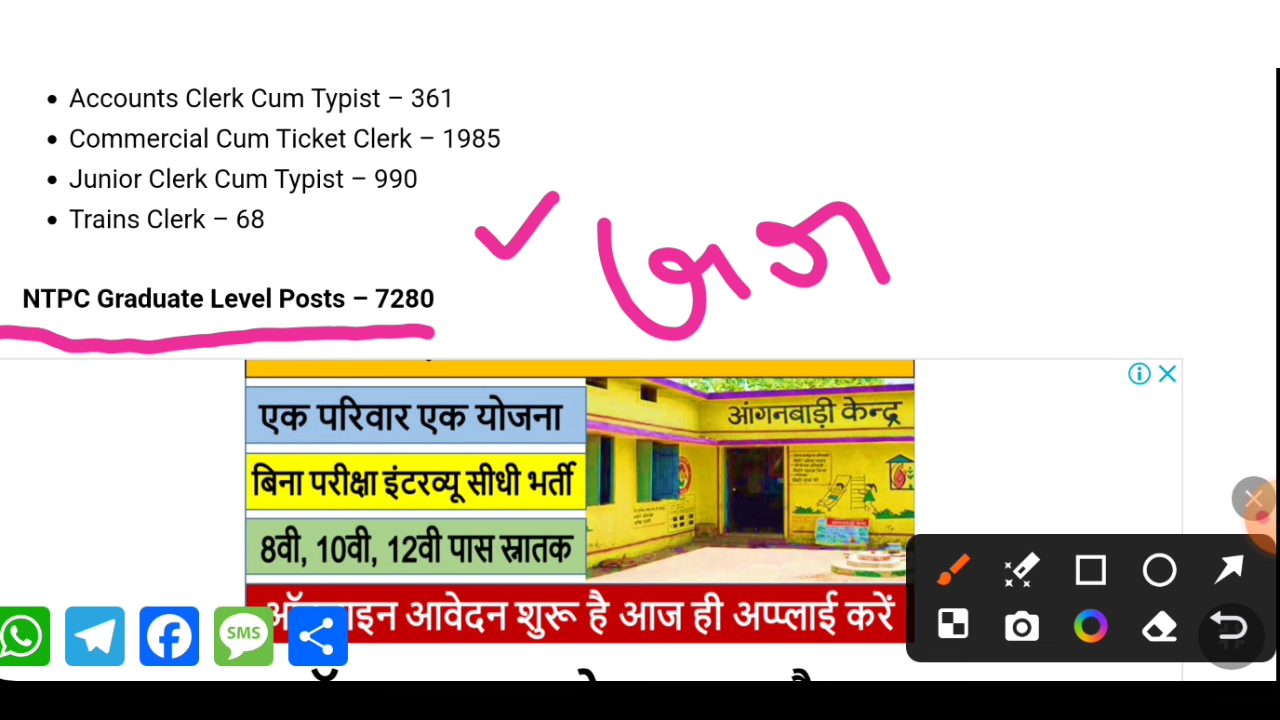 • Accounts Clerk Cum Typist – 361
• Commercial Cum Ticket Clerk – 1985
• Junior Clerk Cum Typist – 990
• Trains Clerk – 68
NTPC Graduate Level Posts – 7280
एक परिवार एक योजना
आंगनबाड़ी केन्द्र
बिना परीक्षा इंटरव्यू सीधी भर्ती
8वी, 10वी, 12वी पास स्नातक
आवेदन शुरू है आज ही अप्प्लाई करें
SMS